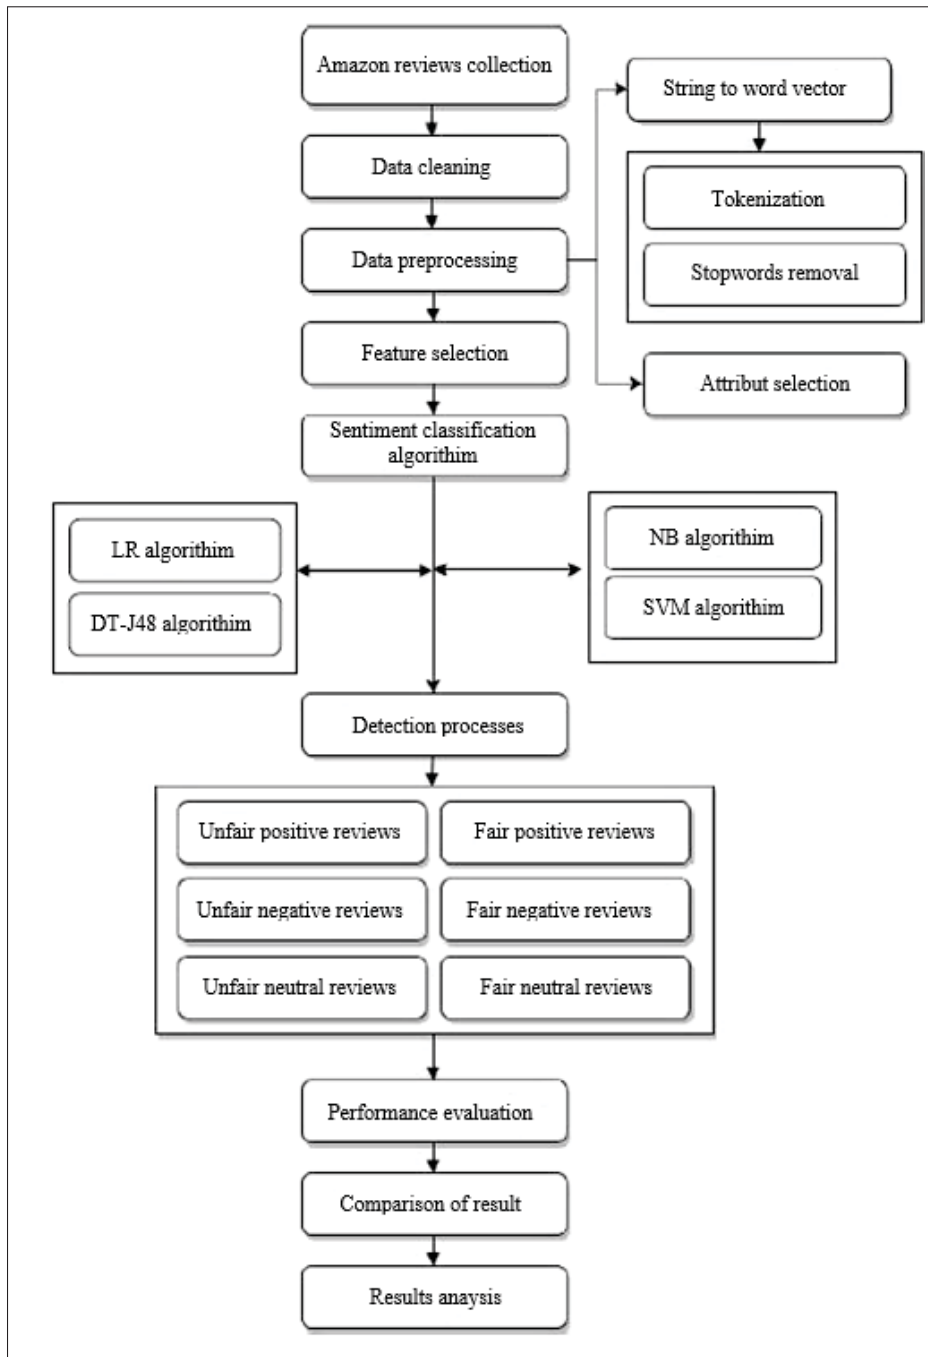 Amazon reviews collection
String to word vector
Data cleaning
Tokenization
Data preprocessing
Stopwords removal
Feature selection
Attribut selection
Sentiment classification
algorithim
LR algorithim
DT-J48 algorithim
NB algorithim
SVM algorithim
Detection processes
Unfair positive reviews
Fair positive reviews
Unfair negative reviews
Fair negative reviews
Unfair neutral reviews
Fair neutral reviews
Performance evaluation
Comparison of result
Results anaysis